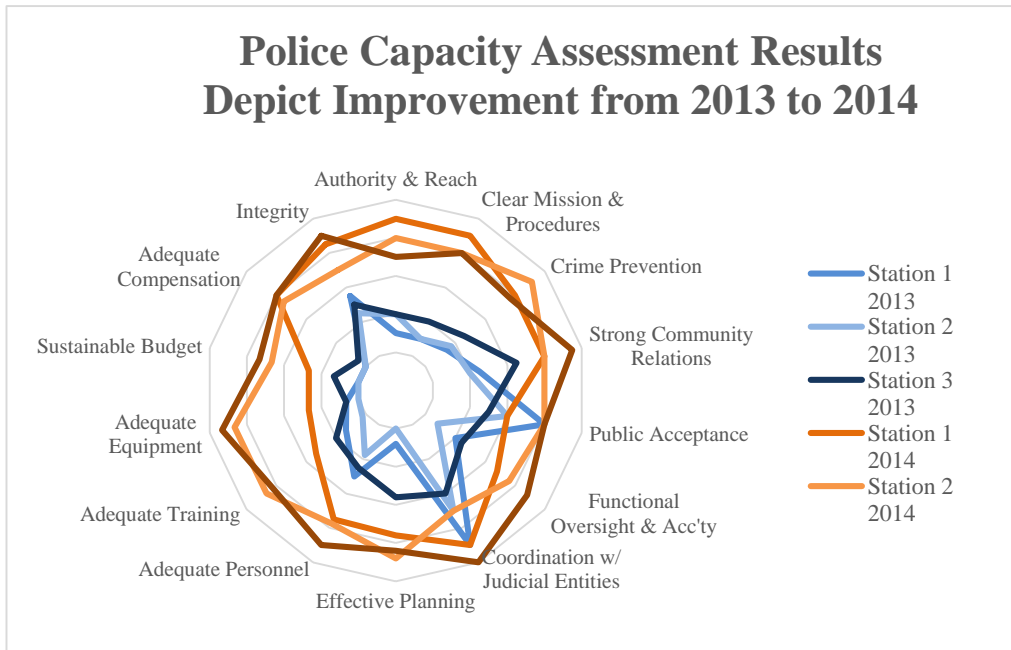 Police Capacity Assessment Results
Depict Improvement from 2013 to 2014
Authority & Reach
Clear Mission &
Procedures
Crime Prevention
Strong Community
Relations
Public Acceptance
Functional
Oversight & Acc'ty
Coordination w/
Judicial Entities
Effective Planning
Adequate Personnel
Adequate Training
Adequate
Equipment
Sustainable Budget
Adequate
Compensation
Integrity
Station 1
2013
Station 2
2013
Station 3
2013
Station 1
2014
Station 2
2014